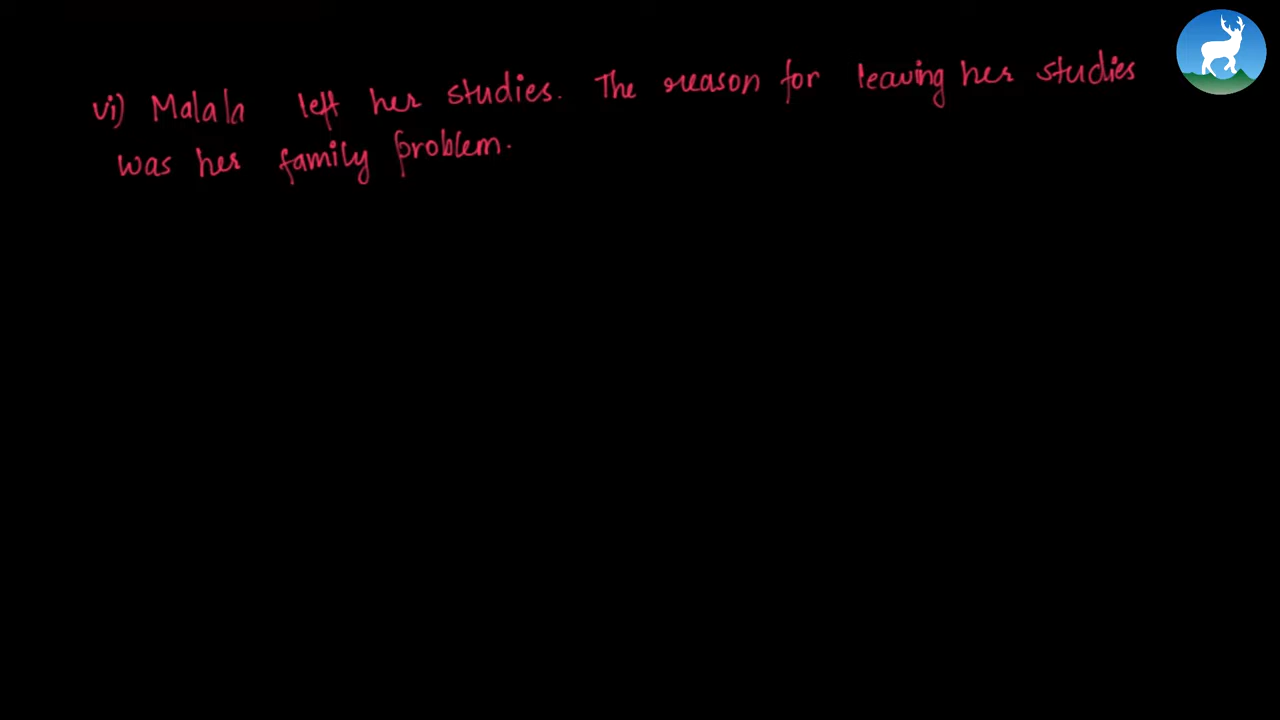 vi) Malala left her studies. The reason for leaving her studies
was her family problem.